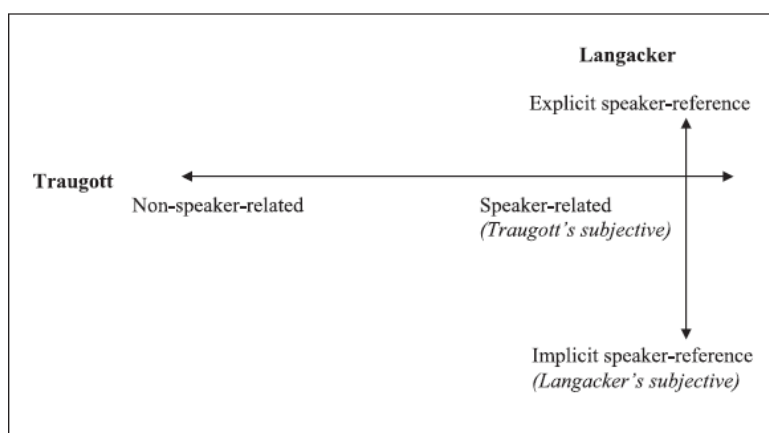 Langacker
Explicit speaker-reference
Traugott
Non-speaker-related
Speaker-related
(Traugott's subjective)
Implicit speaker-reference
(Langacker's subjective)